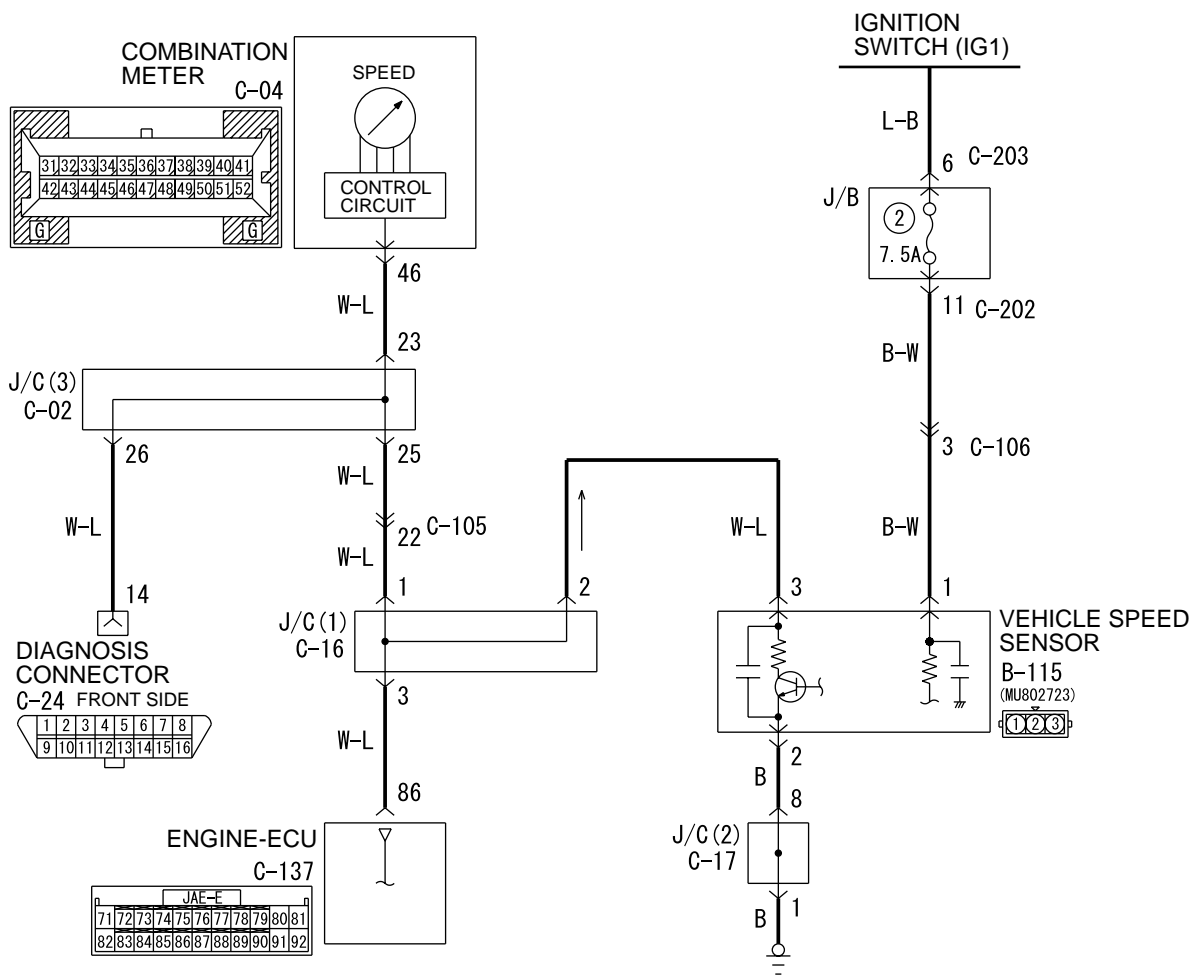 COMBINATION
METER
C-04
31 32 33 34 35 36 37 38 39 40 41
42 43 44 45 46 47 48 49 50 51 52
G
G
SPEED
CONTROL
CIRCUIT
46
W-L
23
J/C(3)
C-02
26
25
W-L
W-L
22
C-105
W-L
14
1
2
DIAGNOSIS
CONNECTOR
C-24 FRONT SIDE
1 2 3 4 5 6 7 8
9 10 11 12 13 14 15 16
J/C(1)
C-16
3
W-L
86
ENGINE-ECU
C-137
JAE-E
71 72 73 74 75 76 77 78 79 80 81
82 83 84 85 86 87 88 89 90 91 92
IGNITION
SWITCH (IG1)
L-B
6
C-203
J/B
2
7.5A
11
C-202
B-W
3
C-106
W-L
B-W
3
1
VEHICLE SPEED
SENSOR
B-115
(MU802723)
1 2 3
2
B
8
J/C(2)
C-17
1
B